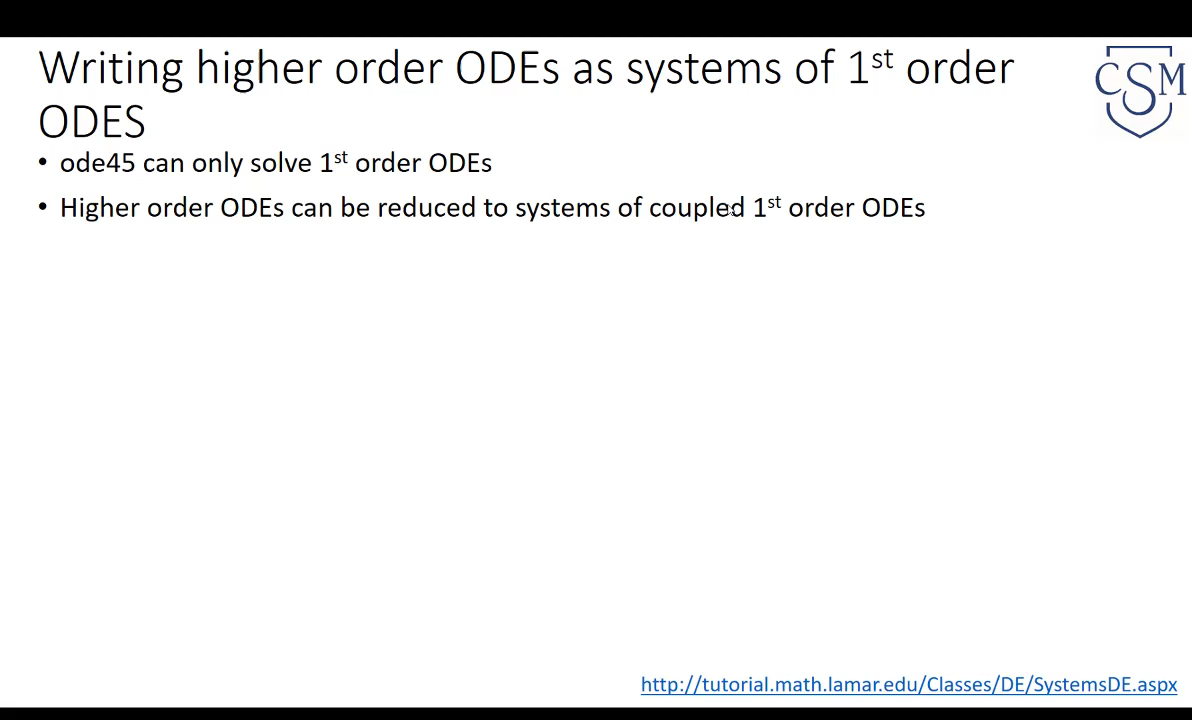 Writing higher order ODEs as systems of 1st order
ODES
• ode45 can only solve 1st order ODEs
• Higher order ODEs can be reduced to systems of coupled 1st order ODEs
CSM
http://tutorial.math.lamar.edu/Classes/DE/SystemsDE.aspx